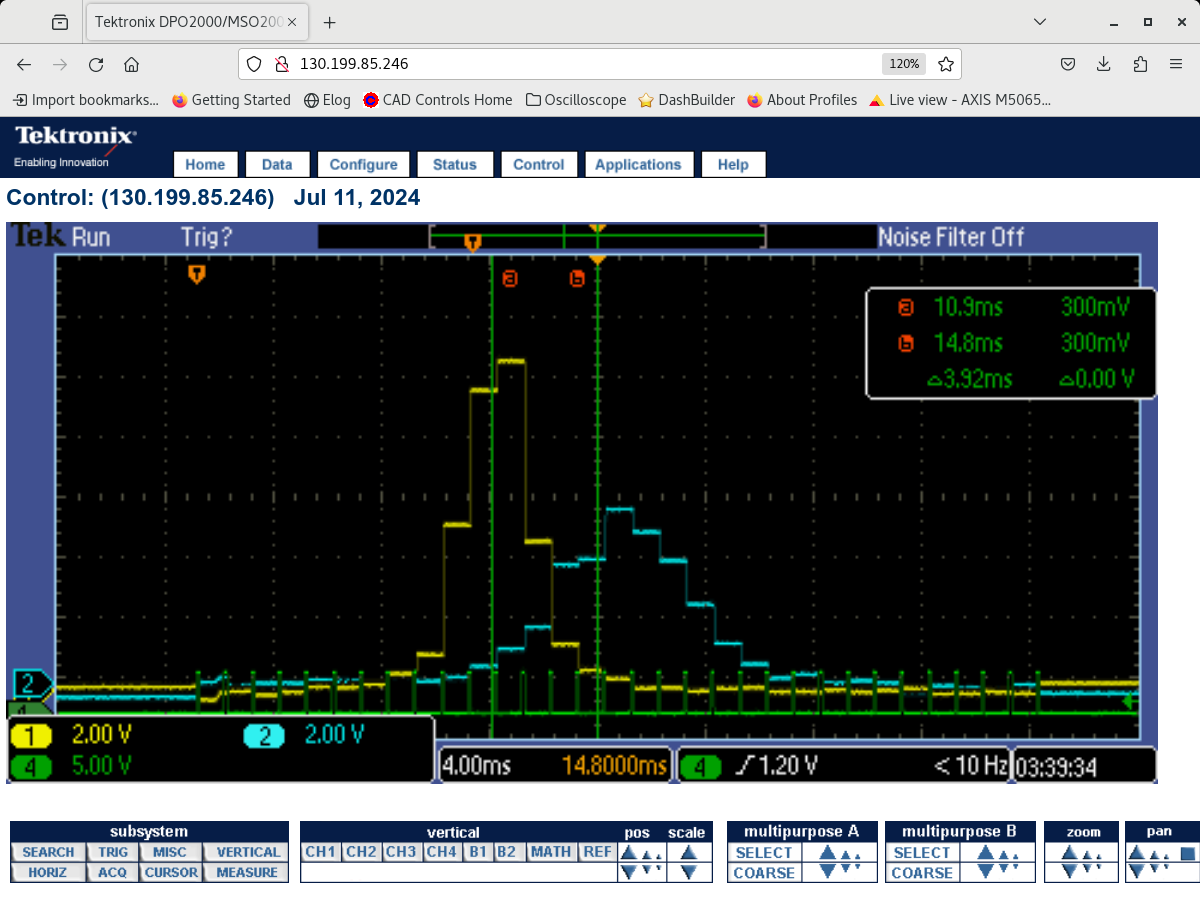 Tektronix DPO2000/MSO200
130.199.85.246 120%
Import bookmarks... Getting Started Elog CAD Controls Home Oscilloscope DashBuilder About Profiles Live view - AXIS M5065...
Tektronix
Enabling Innovation
Home Data Configure Status Control Applications Help
Control: (130.199.85.246) Jul 11, 2024
Tek Run Trig? Noise Filter Off
T
T a b
a 10.9ms 300mV
b 14.8ms 300mV
△3.92ms △0.00 V
2
4
1 2.00 V 2 2.00 V
4 5.00 V 4.00ms 14.8000ms 4 1.20 V < 10 Hz 03:39:34
subsystem vertical pos scale multipurpose A multipurpose B zoom pan
SEARCH TRIG MISC VERTICAL CH1 CH2 CH3 CH4 B1 B2 MATH REF SELECT SELECT
HORIZ ACQ CURSOR MEASURE COARSE COARSE